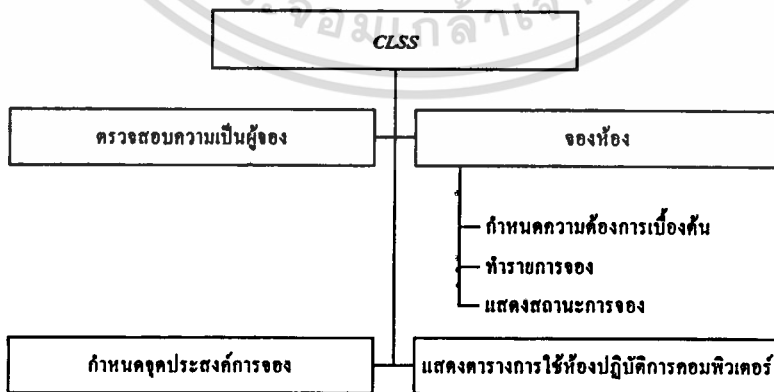 CLSS
ตรวจสอบความเป็นผู้จอง
จองห้อง
กำหนดความต้องการเบื้องต้น
ทำรายการจอง
แสดงสถานะการจอง
กำหนดจุดประสงค์การจอง
แสดงตารางการใช้ห้องปฏิบัติการคอมพิวเตอร์